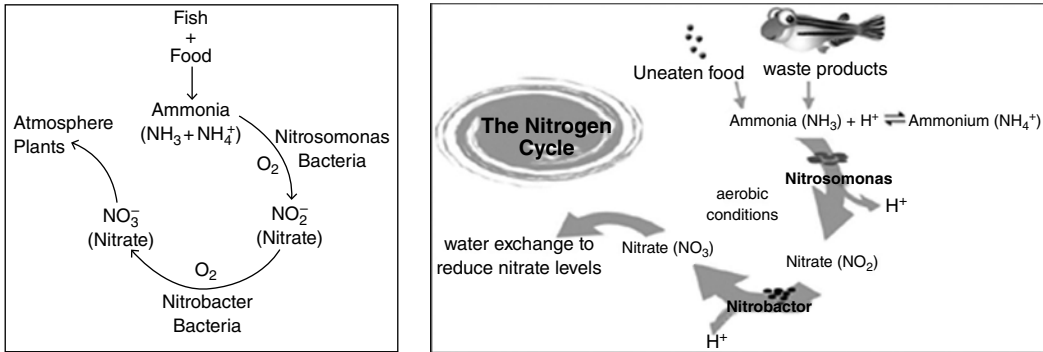 Fish
+
Food
Ammonia
(NH₃ + NH₄⁺)
Nitrosomonas
Bacteria
O₂
NO₂⁻
(Nitrate)
O₂
Nitrobacter
Bacteria
NO₃⁻
(Nitrate)
Atmosphere
Plants
Uneaten food
waste products
The Nitrogen
Cycle
Ammonia (NH₃) + H⁺ ⇌ Ammonium (NH₄⁺)
Nitrosomonas
H⁺
aerobic
conditions
Nitrate (NO₂)
Nitrobactor
H⁺
Nitrate (NO₃)
water exchange to
reduce nitrate levels